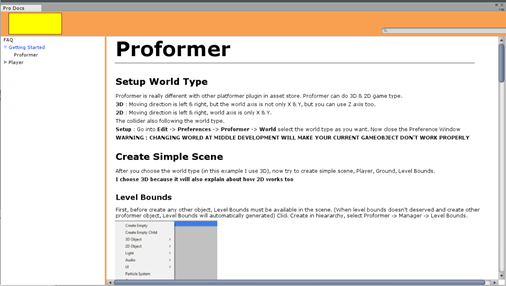 Pro Docs
FAQ
Getting Started
Proformer
Player
Proformer
Setup World Type
Proformer is really different with other platformer plugin in asset store. Proformer can do 3D & 2D game type.
3D : Moving direction is left & right, but the world axis is not only X & Y, but you can use Z axis too.
2D : Moving direction is left & right, world axis is only X & Y.
The collider also following the world type.
Setup : Go into Edit -> Preferences -> Proformer -> World select the world type as you want. Now close the Preference Window
WARNING : CHANGING WORLD AT MIDDLE DEVELOPMENT WILL MAKE YOUR CURRENT GAMEOBJECT DON'T WORK PROPERLY
Create Simple Scene
After you choose the world type (in this example I use 3D), now try to create simple scene, Player, Ground, Level Bounds.
I choose 3D because it will also explain about how 2D works too
Level Bounds
First, before create any other object, Level Bounds must be available in the scene. (When level bounds doesn't deserved and create other
proformer object, Level Bounds will automatically generated) Click Create in hieararchy, select Proformer -> Manager -> Level Bounds.
Create Empty
Create Empty Child
3D Object
2D Object
Light
Audio
UI
Particle System